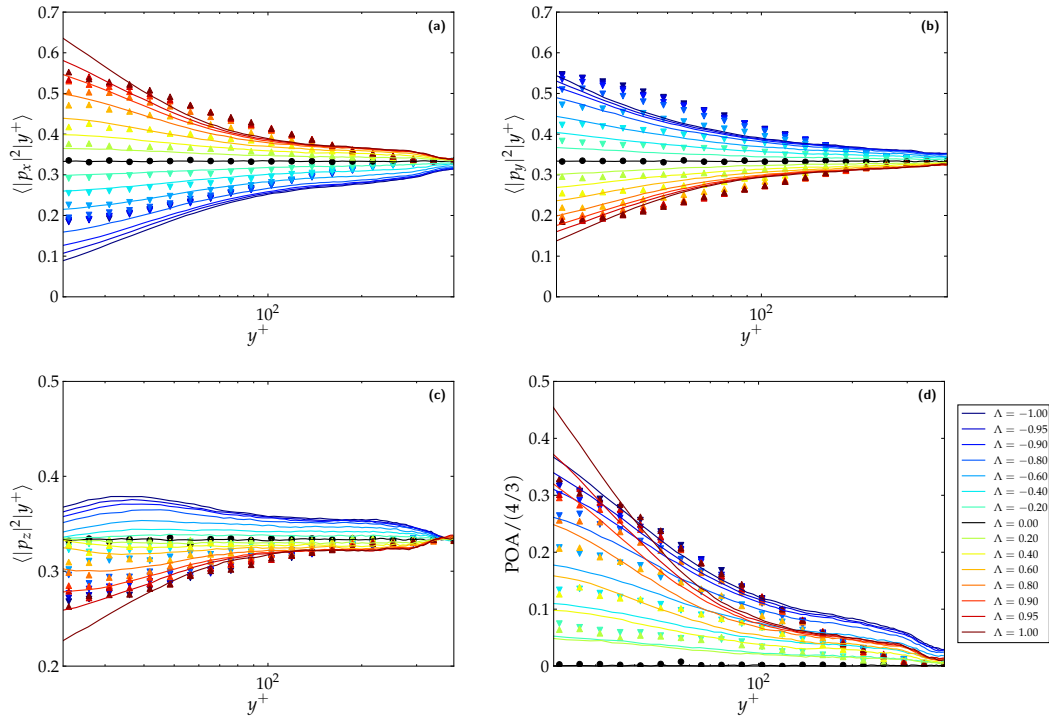 (a)
0.7
0.6
0.5
0.4
0.3
0.2
0.1
0
⟨|p_x|²|y⁺⟩
10²
y⁺
(b)
0.7
0.6
0.5
0.4
0.3
0.2
0.1
0
⟨|p_y|²|y⁺⟩
10²
y⁺
(c)
0.5
0.4
0.3
0.2
⟨|p_z|²|y⁺⟩
10²
y⁺
(d)
0.5
0.4
0.3
0.2
0.1
0
POA/(4/3)
10²
y⁺
Λ = −1.00
Λ = −0.95
Λ = −0.90
Λ = −0.80
Λ = −0.60
Λ = −0.40
Λ = −0.20
Λ = 0.00
Λ = 0.20
Λ = 0.40
Λ = 0.60
Λ = 0.80
Λ = 0.90
Λ = 0.95
Λ = 1.00